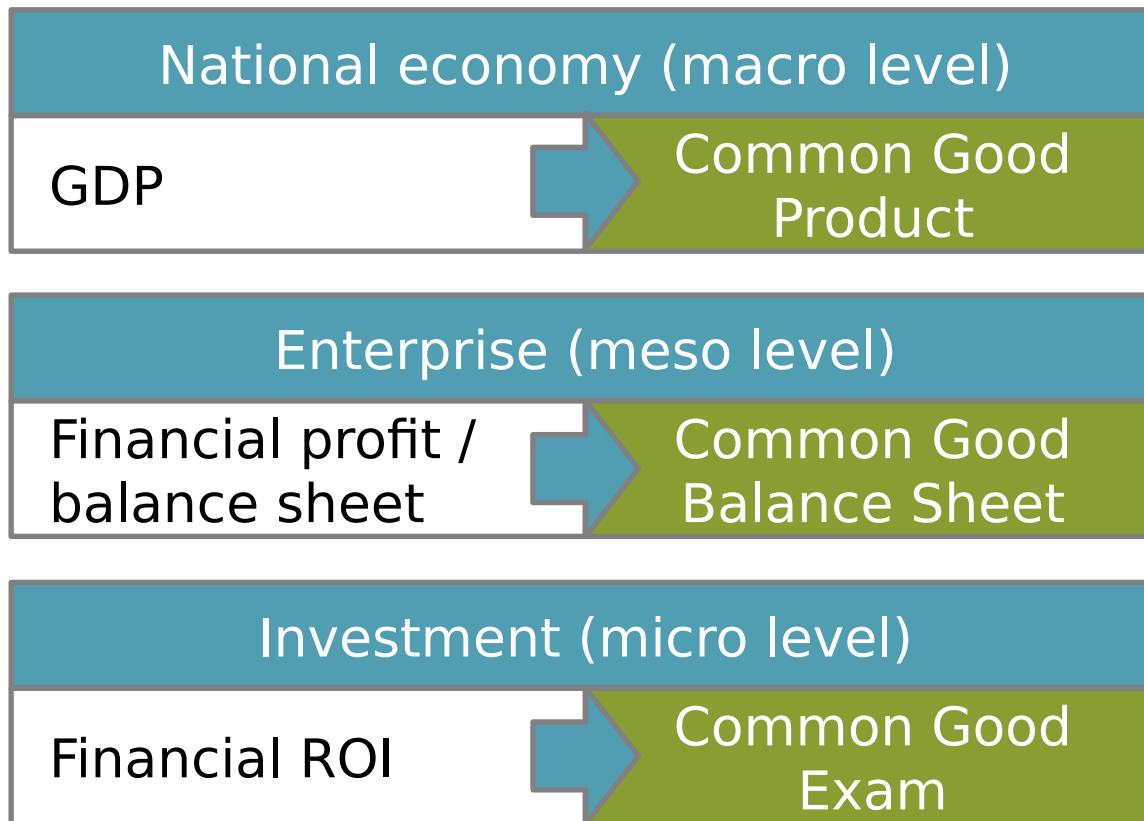 National economy (macro level)
GDP
Common Good
Product
Enterprise (meso level)
Financial profit /
balance sheet
Common Good
Balance Sheet
Investment (micro level)
Financial ROI
Common Good
Exam